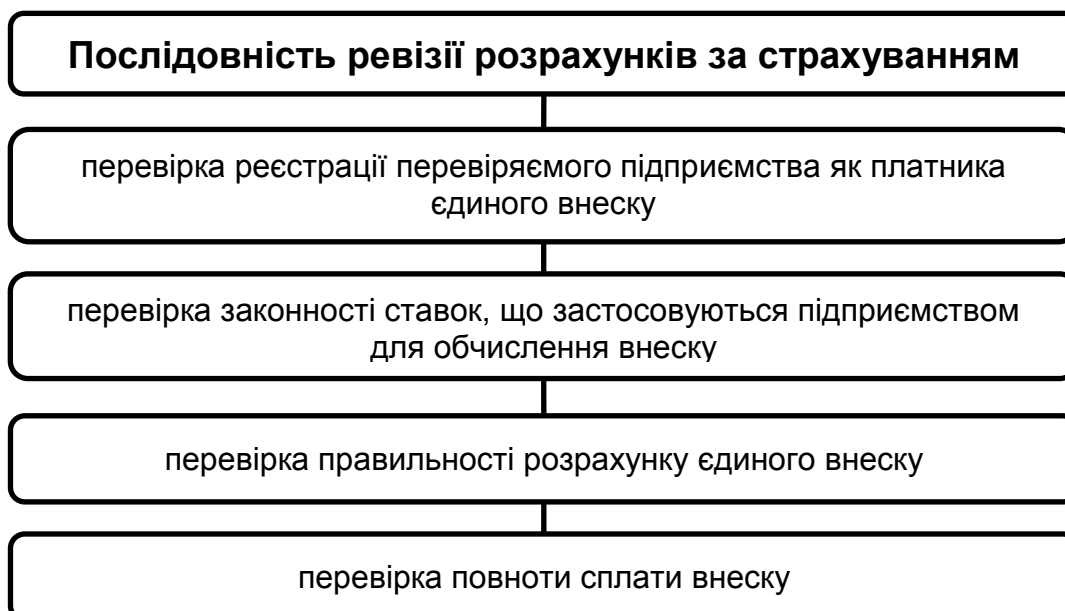 Послідовність ревізії розрахунків за страхуванням
перевірка реєстрації перевіряємого підприємства як платника
єдиного внеску
перевірка законності ставок, що застосовуються підприємством
для обчислення внеску
перевірка правильності розрахунку єдиного внеску
перевірка повноти сплати внеску